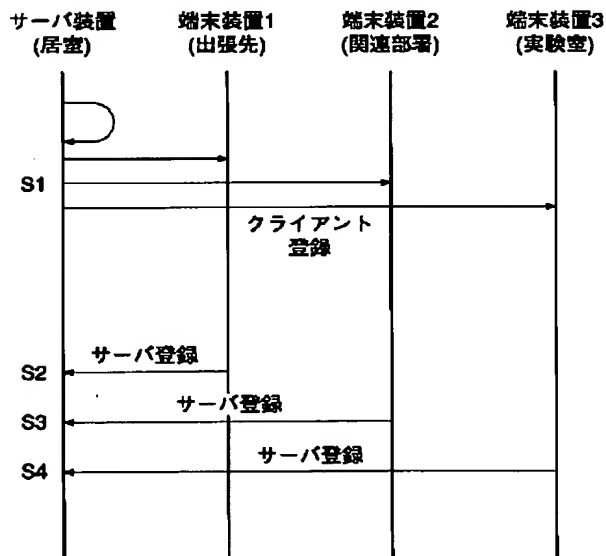 サーバ装置 端末装置1 端末装置2 端末装置3
(居室) (出張先) (関連部署) (実験室)
S1
クライアント
登録
サーバ登録
S2
サーバ登録
S3
サーバ登録
S4